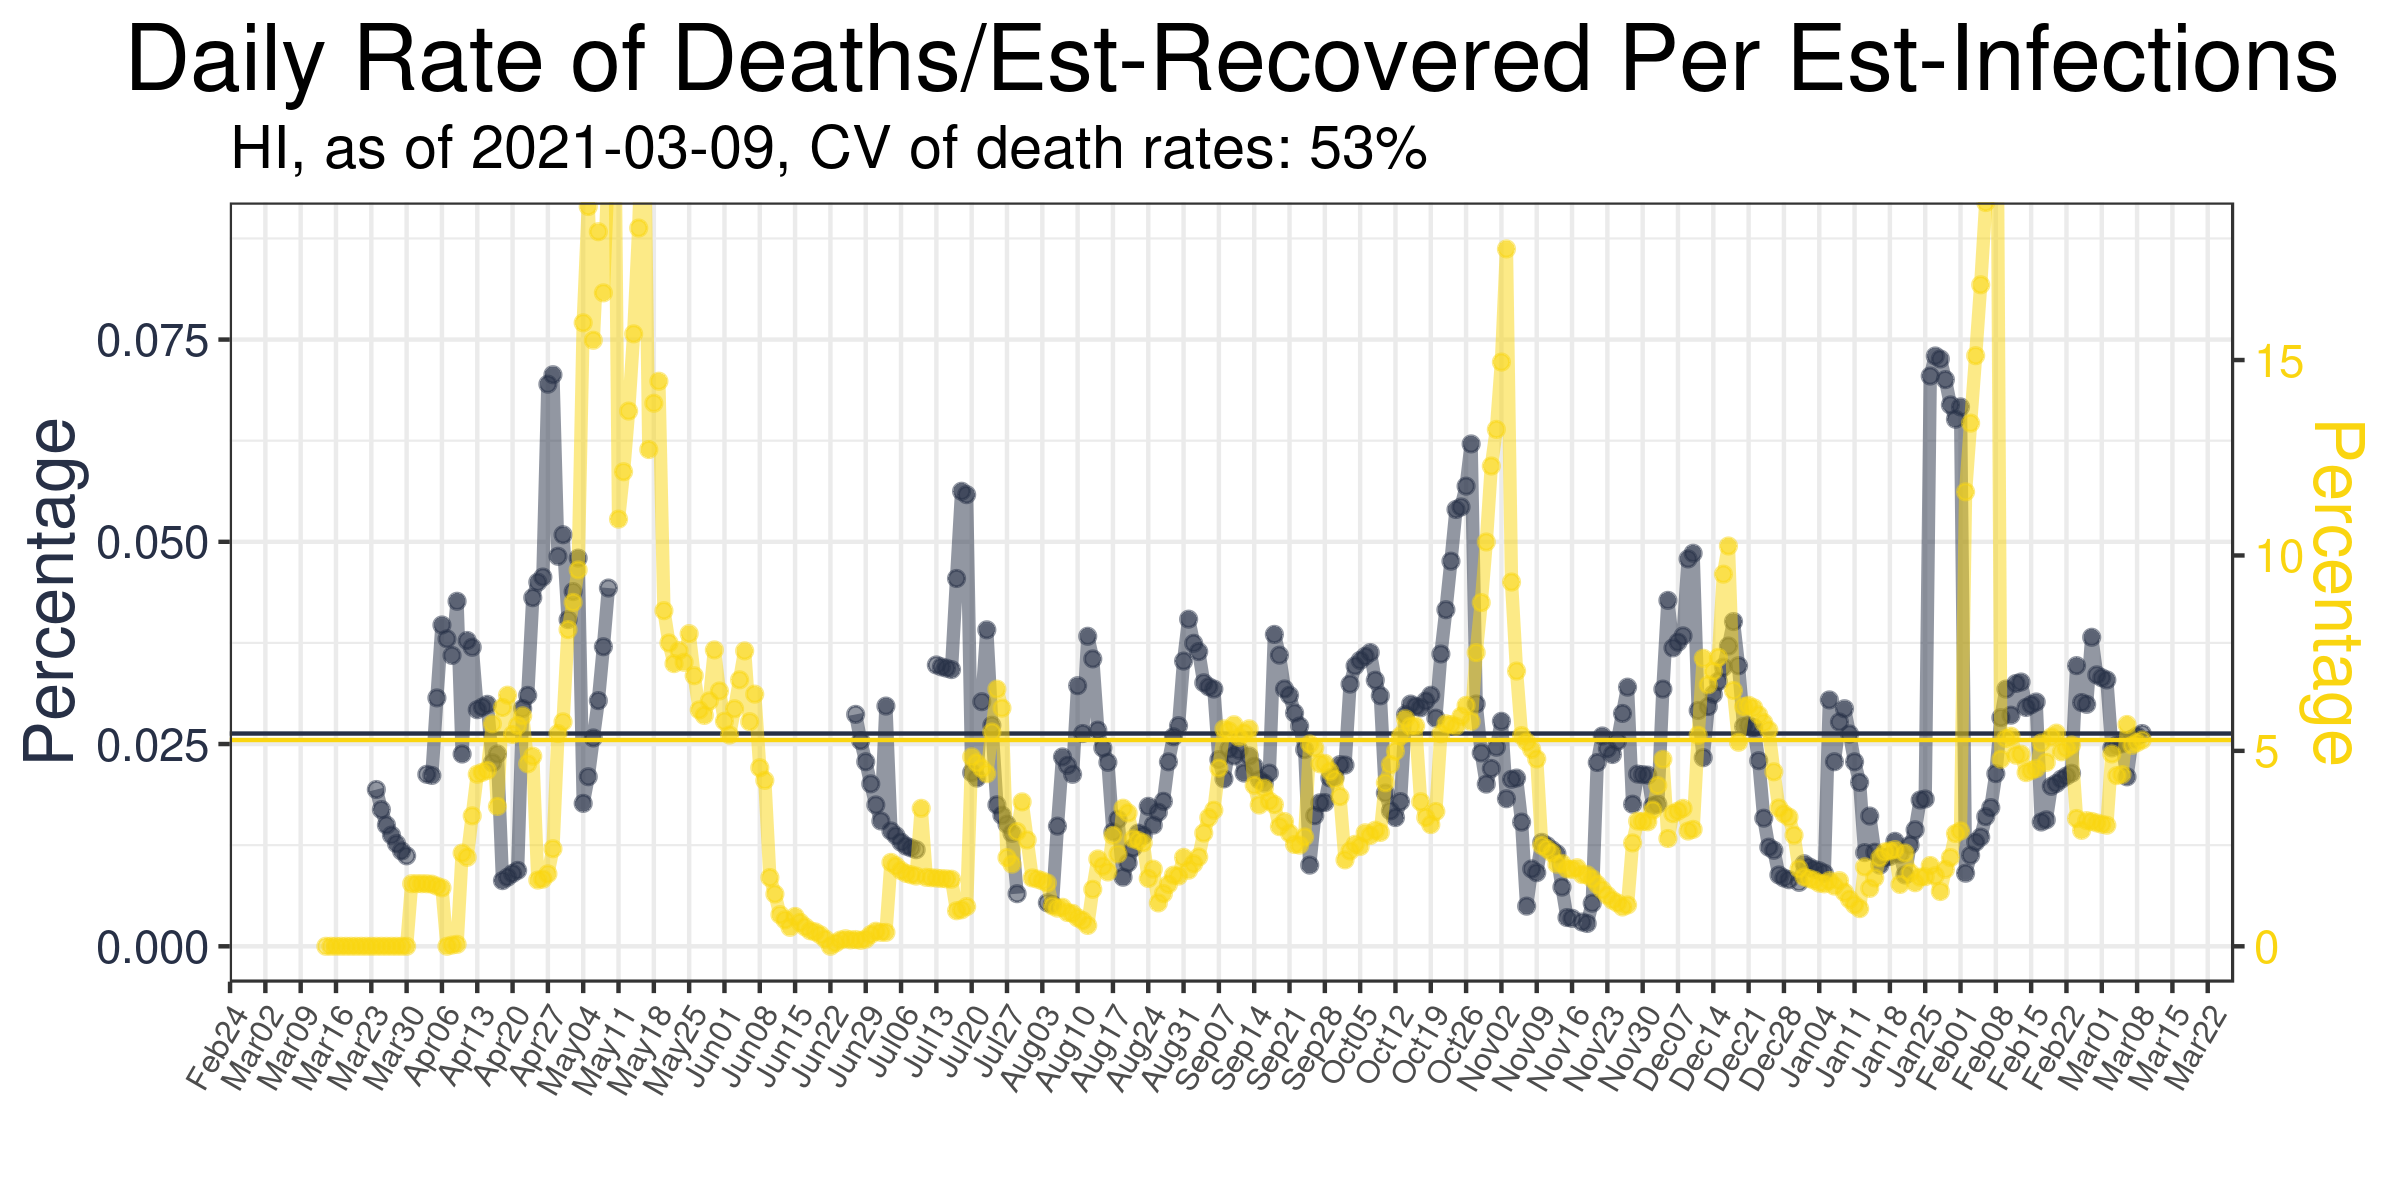 Daily Rate of Deaths/Est-Recovered Per Est-Infections
HI, as of 2021-03-09, CV of death rates: 53%
Percentage
0.075
0.050
0.025
0.000
15
10
5
0
Percentage
Feb24
Mar02
Mar09
Mar16
Mar23
Mar30
Apr06
Apr13
Apr20
Apr27
May04
May11
May18
May25
Jun01
Jun08
Jun15
Jun22
Jun29
Jul06
Jul13
Jul20
Jul27
Aug03
Aug10
Aug17
Aug24
Aug31
Sep07
Sep14
Sep21
Sep28
Oct05
Oct12
Oct19
Oct26
Nov02
Nov09
Nov16
Nov23
Nov30
Dec07
Dec14
Dec21
Dec28
Jan04
Jan11
Jan18
Jan25
Feb01
Feb08
Feb15
Feb22
Mar01
Mar08
Mar15
Mar22